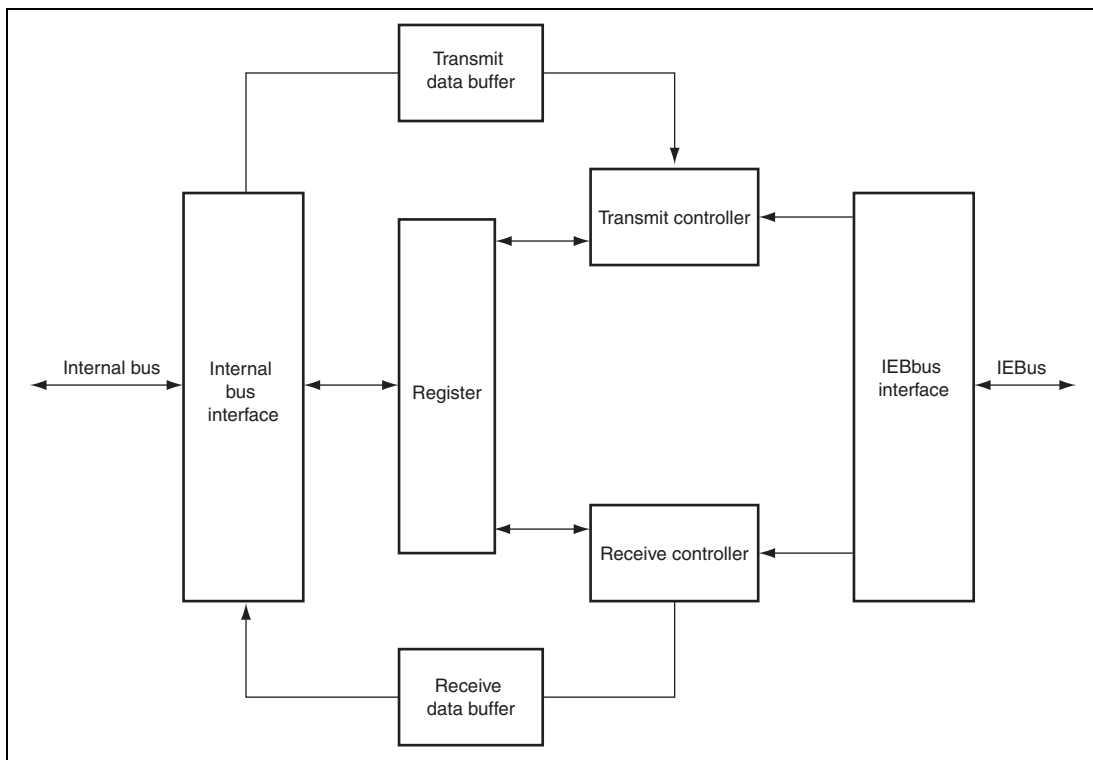 Transmit
data buffer
Transmit controller
Internal bus
Internal
bus
interface
Register
IEBbus
interface
IEBus
Receive controller
Receive
data buffer